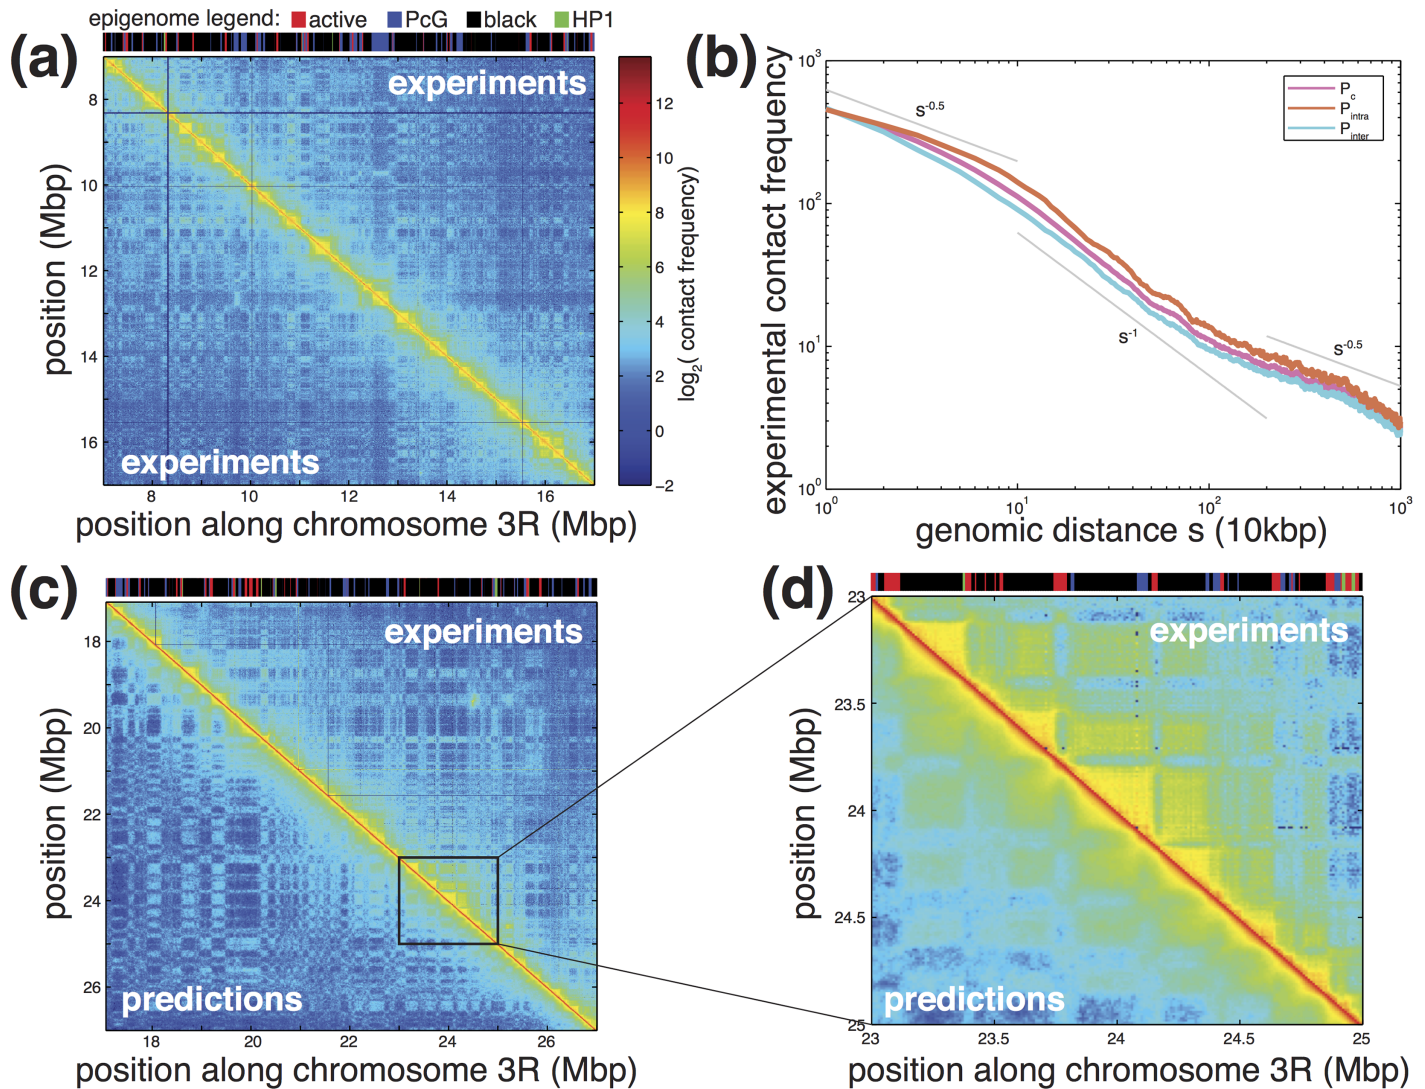 epigenome legend: active PcG black HP1
(a)
experiments
experiments
position (Mbp)
8
10
12
14
16
8 10 12 14 16
position along chromosome 3R (Mbp)
12
10
8
6
4
2
0
−2
log2( contact frequency)
(b)
experimental contact frequency
10^3
10^2
10^1
10^0
s^-0.5
s^-1
s^-0.5
P_c
P_intra
P_inter
10^0 10^1 10^2 10^3
genomic distance s (10kbp)
(c)
experiments
predictions
position (Mbp)
18
20
22
24
26
18 20 22 24 26
position along chromosome 3R (Mbp)
(d)
experiments
predictions
position (Mbp)
23
23.5
24
24.5
25
23 23.5 24 24.5 25
position along chromosome 3R (Mbp)